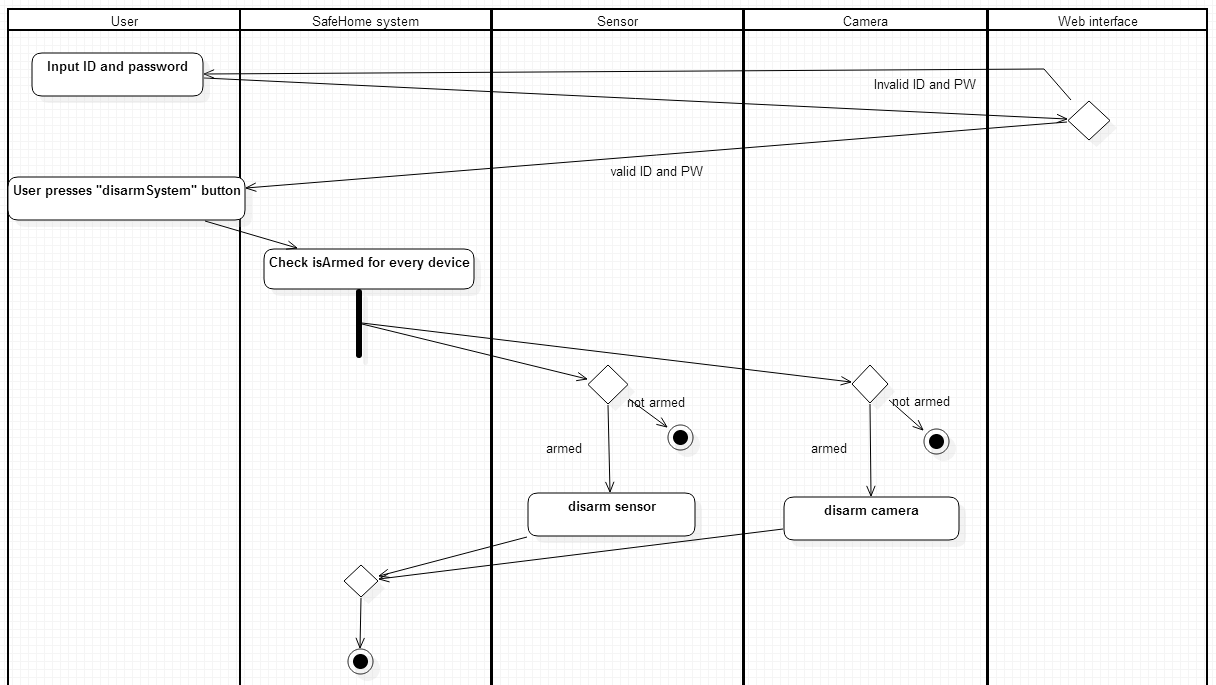 User
SafeHome system
Sensor
Camera
Web interface
Input ID and password
Invalid ID and PW
valid ID and PW
User presses "disarmSystem" button
Check isArmed for every device
not armed
not armed
armed
armed
disarm sensor
disarm camera